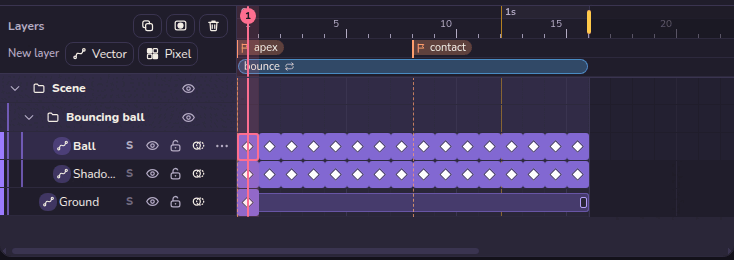 Layers
1
5
10
1s
15
20
New layer
Vector
Pixel
apex
contact
bounce
Scene
Bouncing ball
Ball S
Shado... S
Ground S